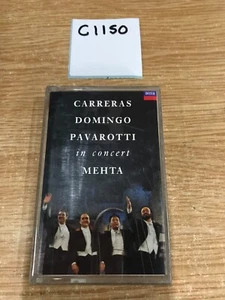 C1150
DECCA
CARRERAS
DOMINGO
PAVAROTTI
in concert
MEHTA